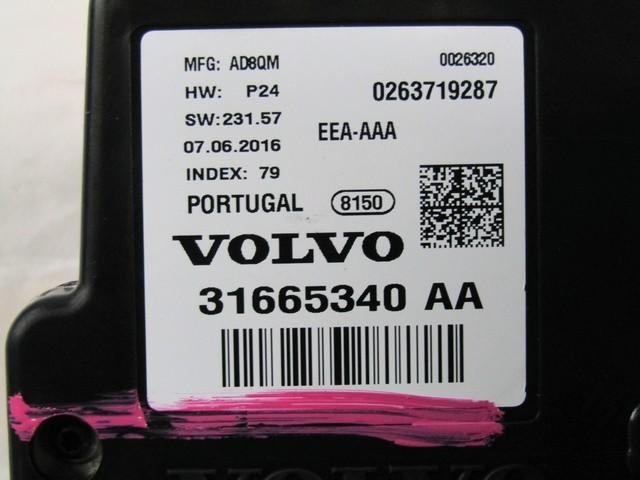 MFG: AD8QM 0026320
HW: P24 0263719287
SW:231.57 EEA-AAA
07.06.2016
INDEX: 79
PORTUGAL 8150
VOLVO
31665340 AA
VOLVO